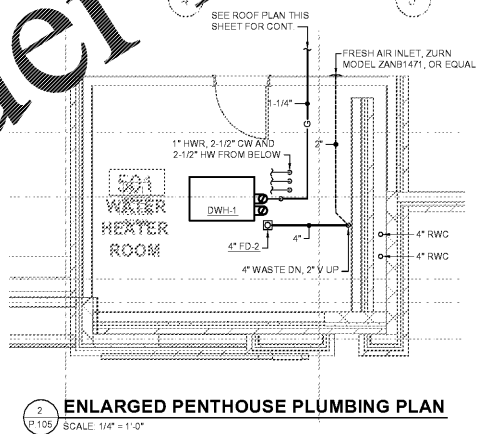 SEE ROOF PLAN THIS
SHEET FOR CONT.
FRESH AIR INLET, ZURN
MODEL ZANB1471, OR EQUAL
1-1/4"
G
1" HWR, 2-1/2" CW AND
2-1/2" HW FROM BELOW
2"
501
WATER
HEATER
ROOM
DWH-1
4" FD-2
4"
4" RWC
4" RWC
4" WASTE DN, 2" V UP
2
P.105
ENLARGED PENTHOUSE PLUMBING PLAN
SCALE: 1/4" = 1'-0"